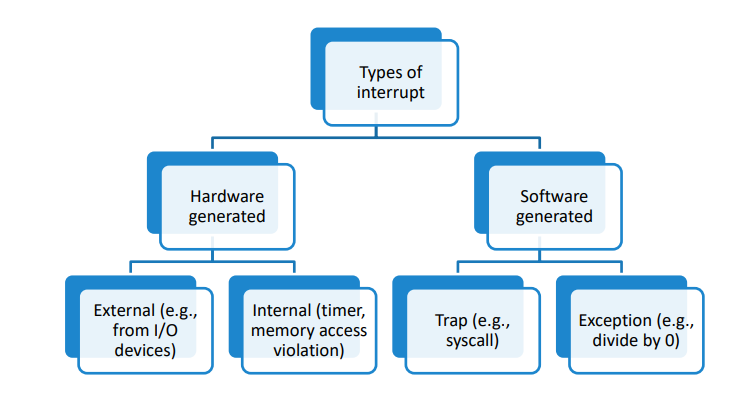 Types of
interrupt
Hardware
generated
Software
generated
External (e.g.,
from I/O
devices)
Internal (timer,
memory access
violation)
Trap (e.g.,
syscall)
Exception (e.g.,
divide by 0)